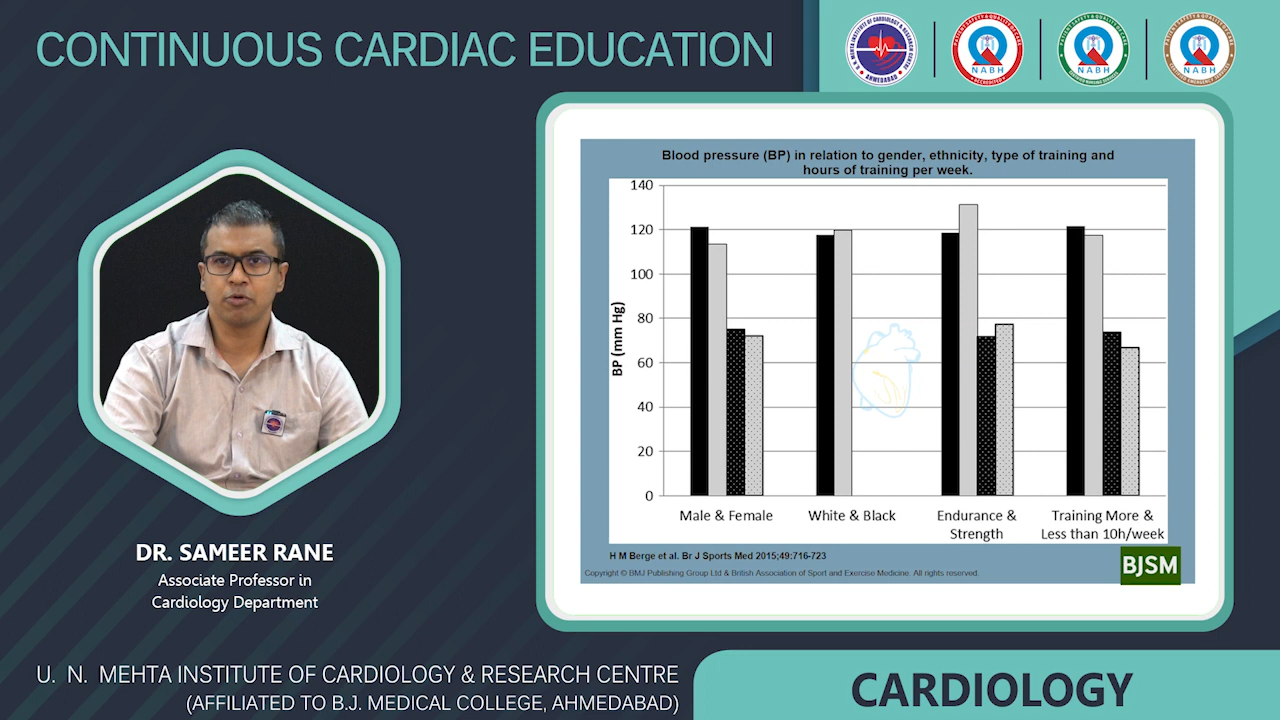 CONTINUOUS CARDIAC EDUCATION
NABH
NABH
NABH
Blood pressure (BP) in relation to gender, ethnicity, type of training and
hours of training per week.
BP (mm Hg)
140
120
100
80
60
40
20
0
Male & Female
White & Black
Endurance &
Strength
Training More &
Less than 10h/week
H M Berge et al. Br J Sports Med 2015;49:716-723
Copyright © BMJ Publishing Group Ltd & British Association of Sport and Exercise Medicine. All rights reserved.
BJSM
DR. SAMEER RANE
Associate Professor in
Cardiology Department
U. N. MEHTA INSTITUTE OF CARDIOLOGY & RESEARCH CENTRE
(AFFILIATED TO B.J. MEDICAL COLLEGE, AHMEDABAD)
CARDIOLOGY